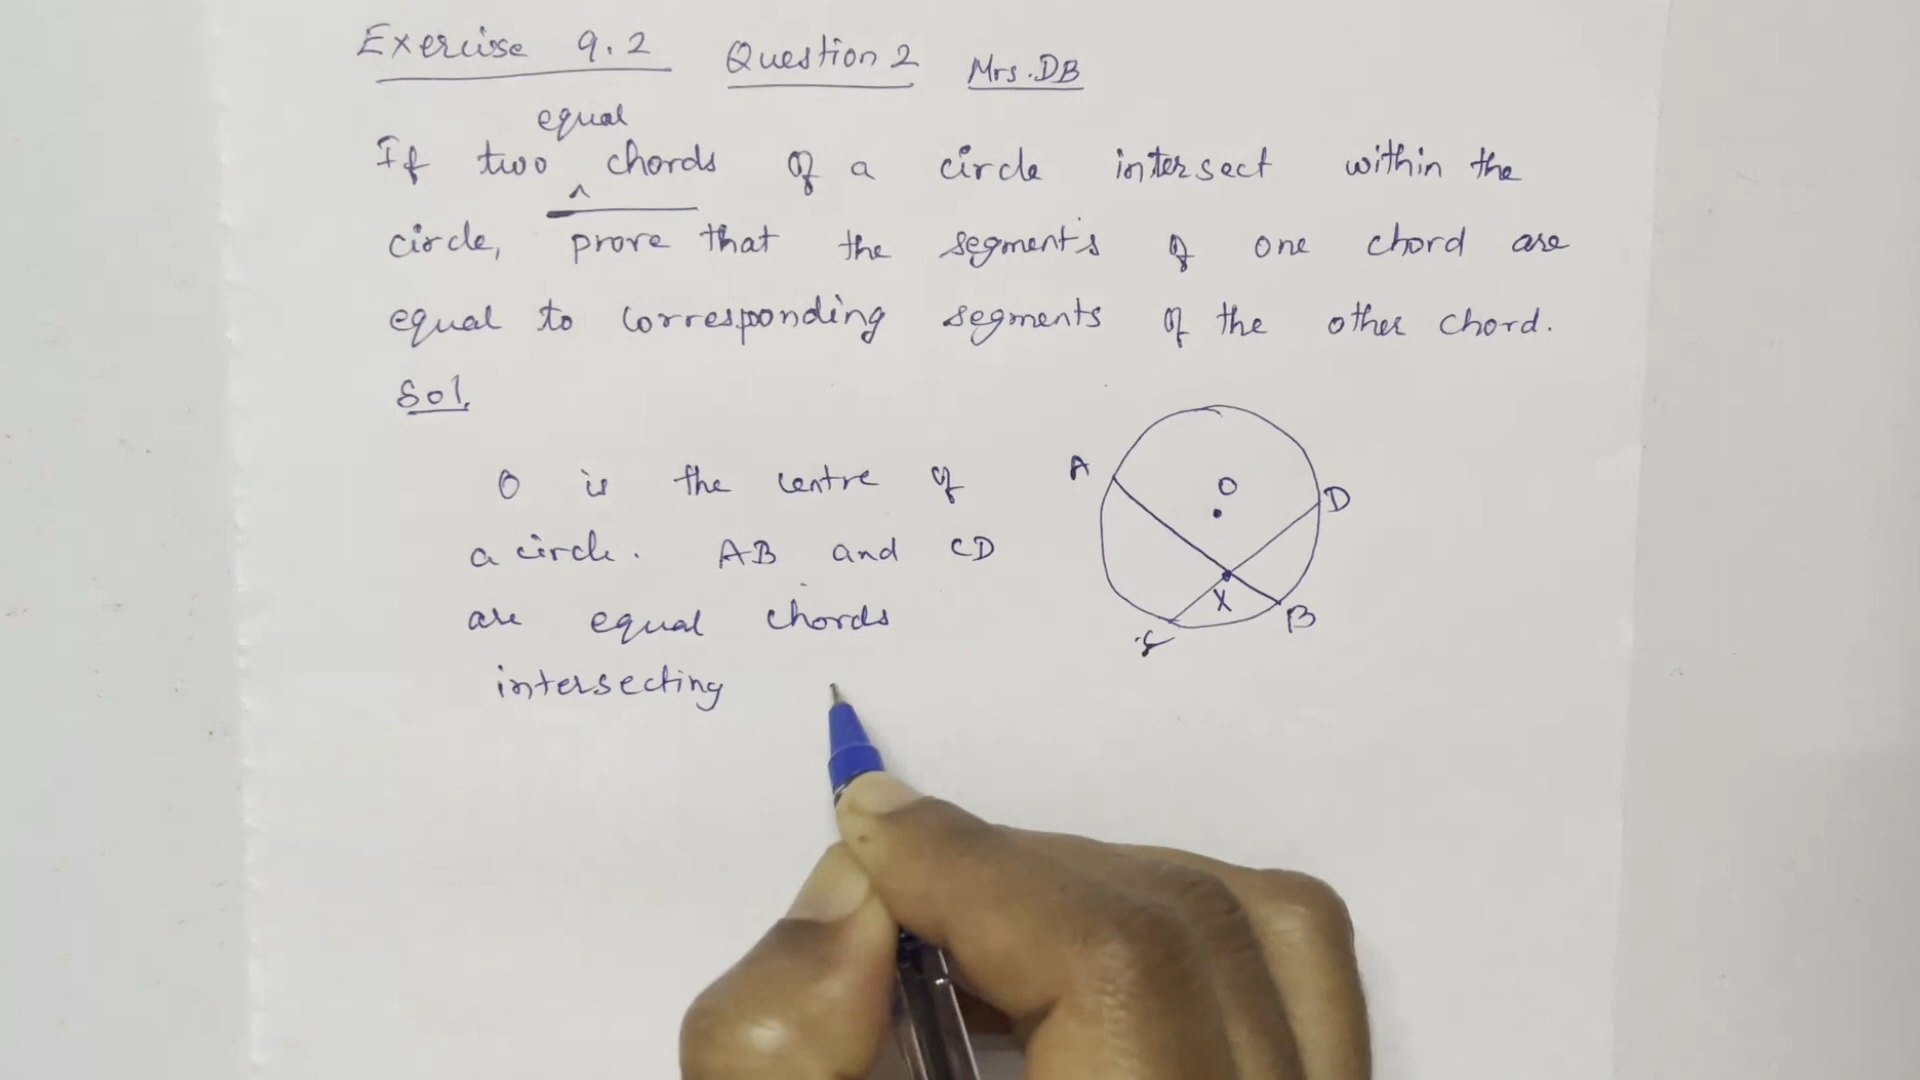 Exercise 9.2 Question 2 Mrs. DB
equal
If two ^ chords of a circle intersect within the
circle, prove that the segments of one chord are
equal to corresponding segments of the other chord.
Sol.
O is the centre of
a circle. AB and CD
are equal chords
intersecting
A
O
D
X
B
C